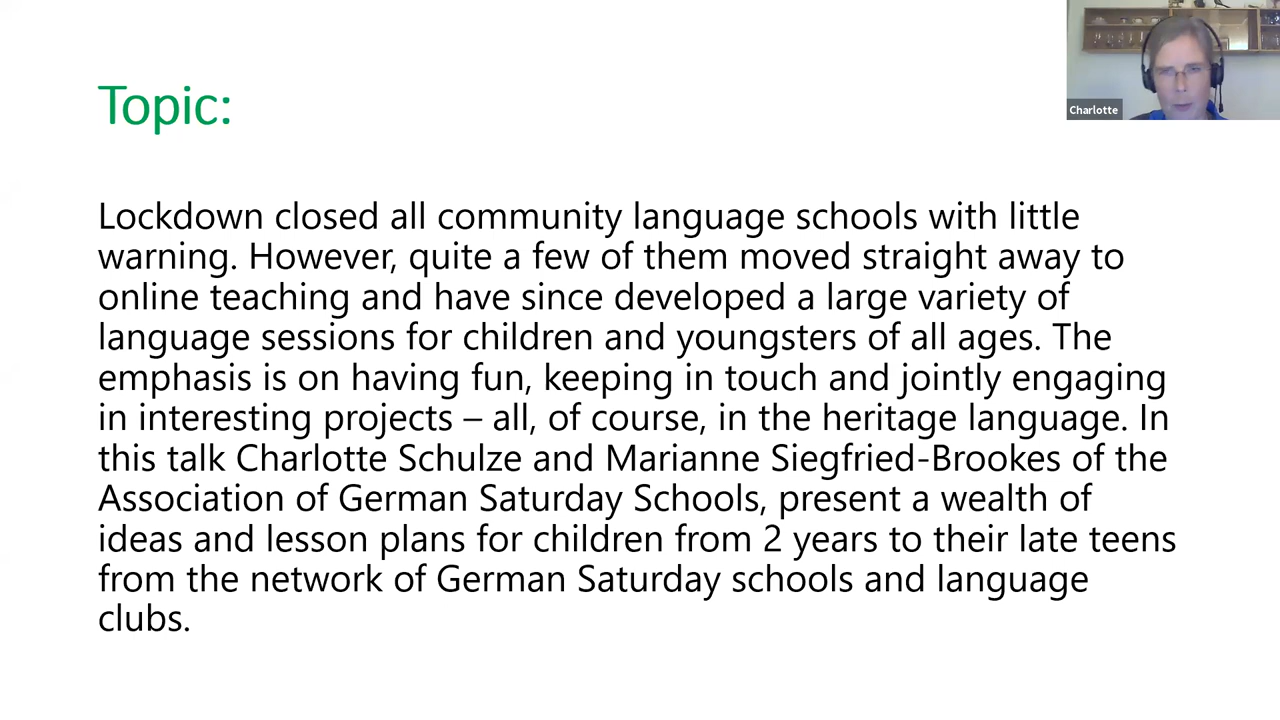 Topic:
Charlotte
Lockdown closed all community language schools with little
warning. However, quite a few of them moved straight away to
online teaching and have since developed a large variety of
language sessions for children and youngsters of all ages. The
emphasis is on having fun, keeping in touch and jointly engaging
in interesting projects – all, of course, in the heritage language. In
this talk Charlotte Schulze and Marianne Siegfried-Brookes of the
Association of German Saturday Schools, present a wealth of
ideas and lesson plans for children from 2 years to their late teens
from the network of German Saturday schools and language
clubs.